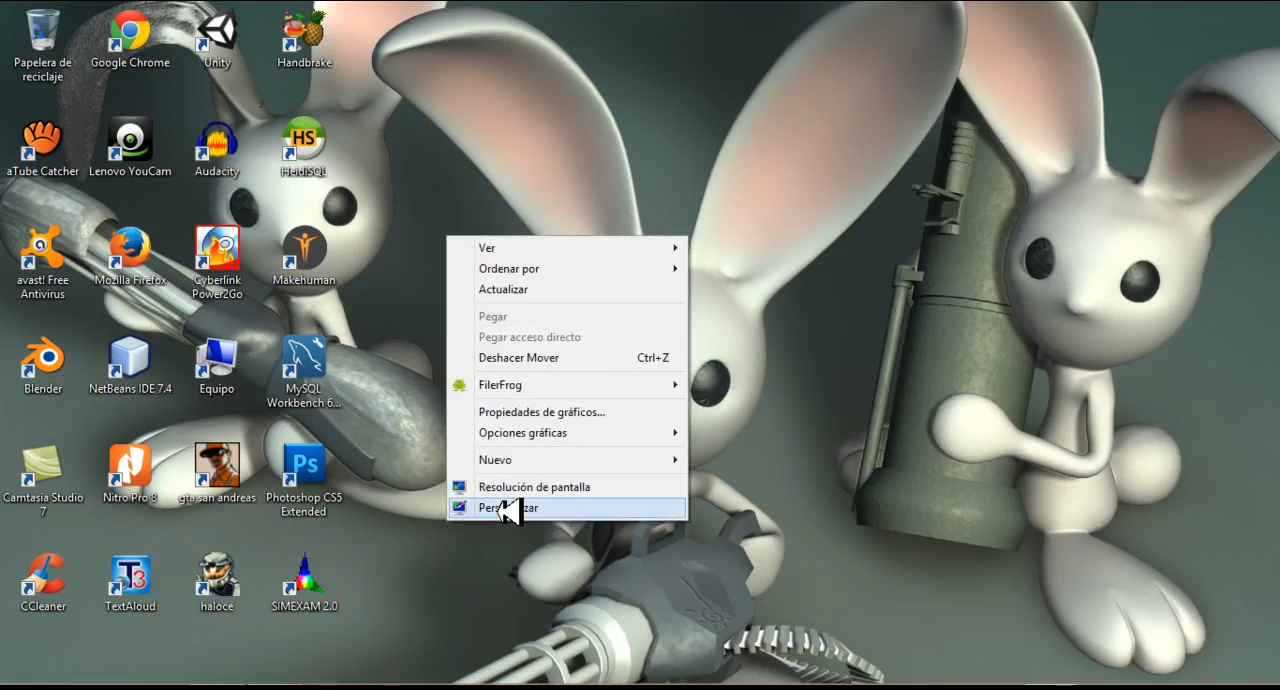 Papelera de
reciclaje
Google Chrome
Unity
Handbrake
aTube Catcher
Lenovo YouCam
Audacity
HS
HeidiSQL
avast! Free
Antivirus
Mozilla Firefox
Cyberlink
Power2Go
Makehuman
Blender
NetBeans IDE 7.4
Equipo
MySQL
Workbench 6...
Camtasia Studio
7
Nitro Pro 8
gta san andreas
Ps
Photoshop CS5
Extended
CCleaner
T3
TextAloud
haloce
SIMEXAM 2.0
Ver
Ordenar por
Actualizar
Pegar
Pegar acceso directo
Deshacer Mover Ctrl+Z
FilerFrog
Propiedades de gráficos...
Opciones gráficas
Nuevo
Resolución de pantalla